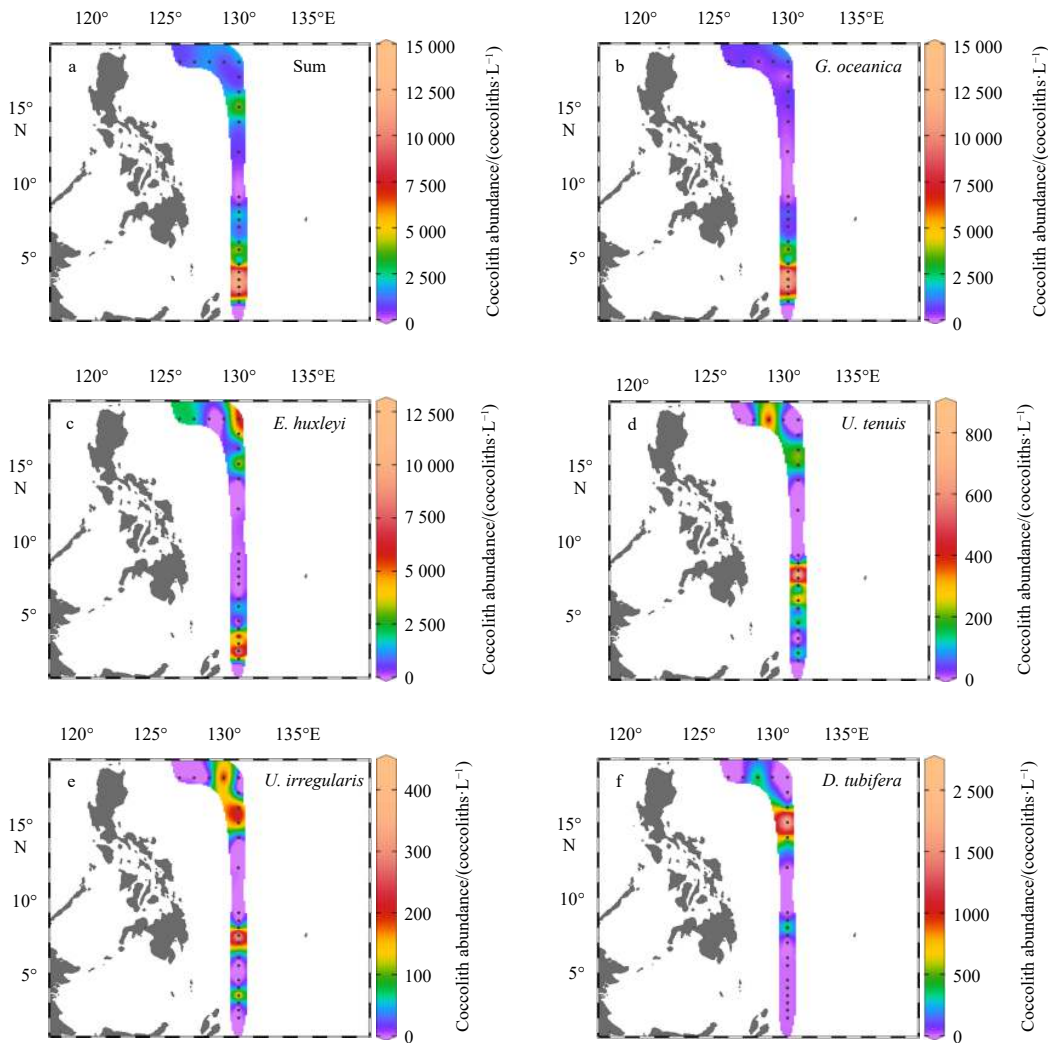 120° 125° 130° 135°E
a Sum
15°
N
10°
5°
15 000
12 500
10 000
7 500
5 000
2 500
0
Coccolith abundance/(coccoliths·L⁻¹)
120° 125° 130° 135°E
b G. oceanica
15°
N
10°
5°
15 000
12 500
10 000
7 500
5 000
2 500
0
Coccolith abundance/(coccoliths·L⁻¹)
120° 125° 130° 135°E
c E. huxleyi
15°
N
10°
5°
12 500
10 000
7 500
5 000
2 500
0
Coccolith abundance/(coccoliths·L⁻¹)
120° 125° 130° 135°E
d U. tenuis
15°
N
10°
5°
800
600
400
200
0
Coccolith abundance/(coccoliths·L⁻¹)
120° 125° 130° 135°E
e U. irregularis
15°
N
10°
5°
400
300
200
100
0
Coccolith abundance/(coccoliths·L⁻¹)
120° 125° 130° 135°E
f D. tubifera
15°
N
10°
5°
2 500
1 500
1000
500
0
Coccolith abundance/(coccoliths·L⁻¹)